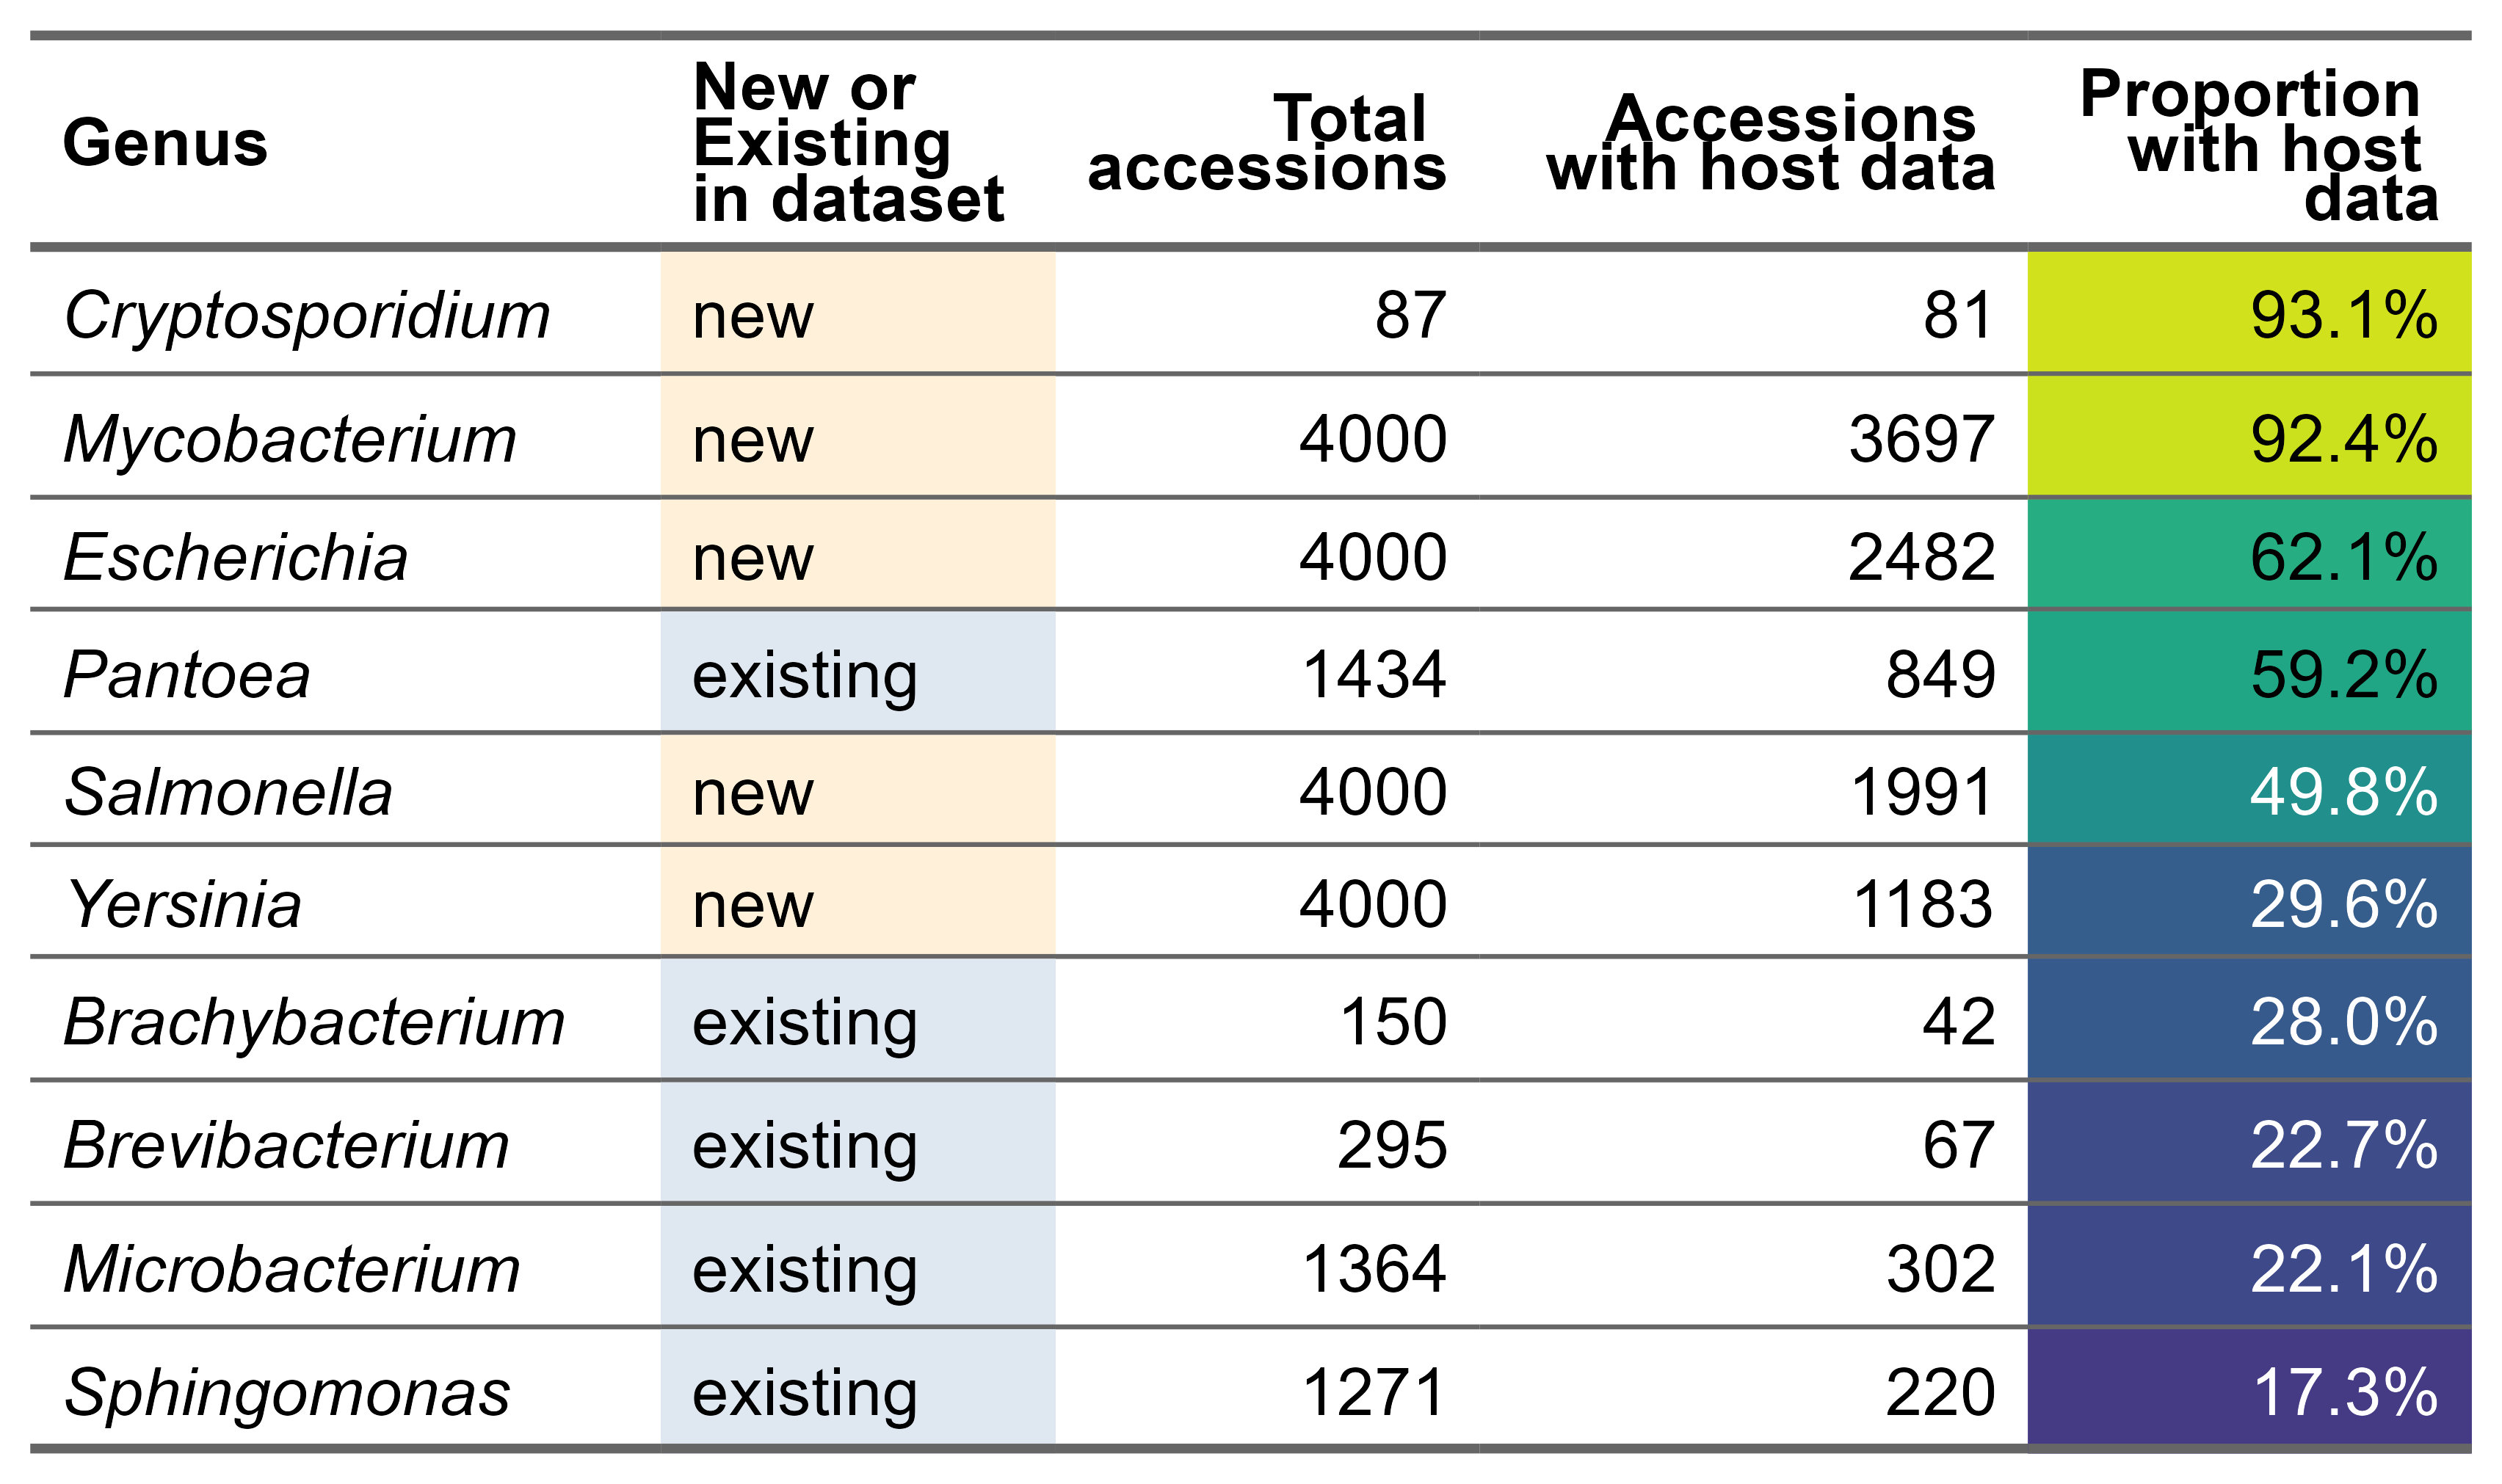 Genus New or Existing in dataset Total accessions Accessions with host data Proportion with host data
Cryptosporidium new 87 81 93.1%
Mycobacterium new 4000 3697 92.4%
Escherichia new 4000 2482 62.1%
Pantoea existing 1434 849 59.2%
Salmonella new 4000 1991 49.8%
Yersinia new 4000 1183 29.6%
Brachybacterium existing 150 42 28.0%
Brevibacterium existing 295 67 22.7%
Microbacterium existing 1364 302 22.1%
Sphingomonas existing 1271 220 17.3%